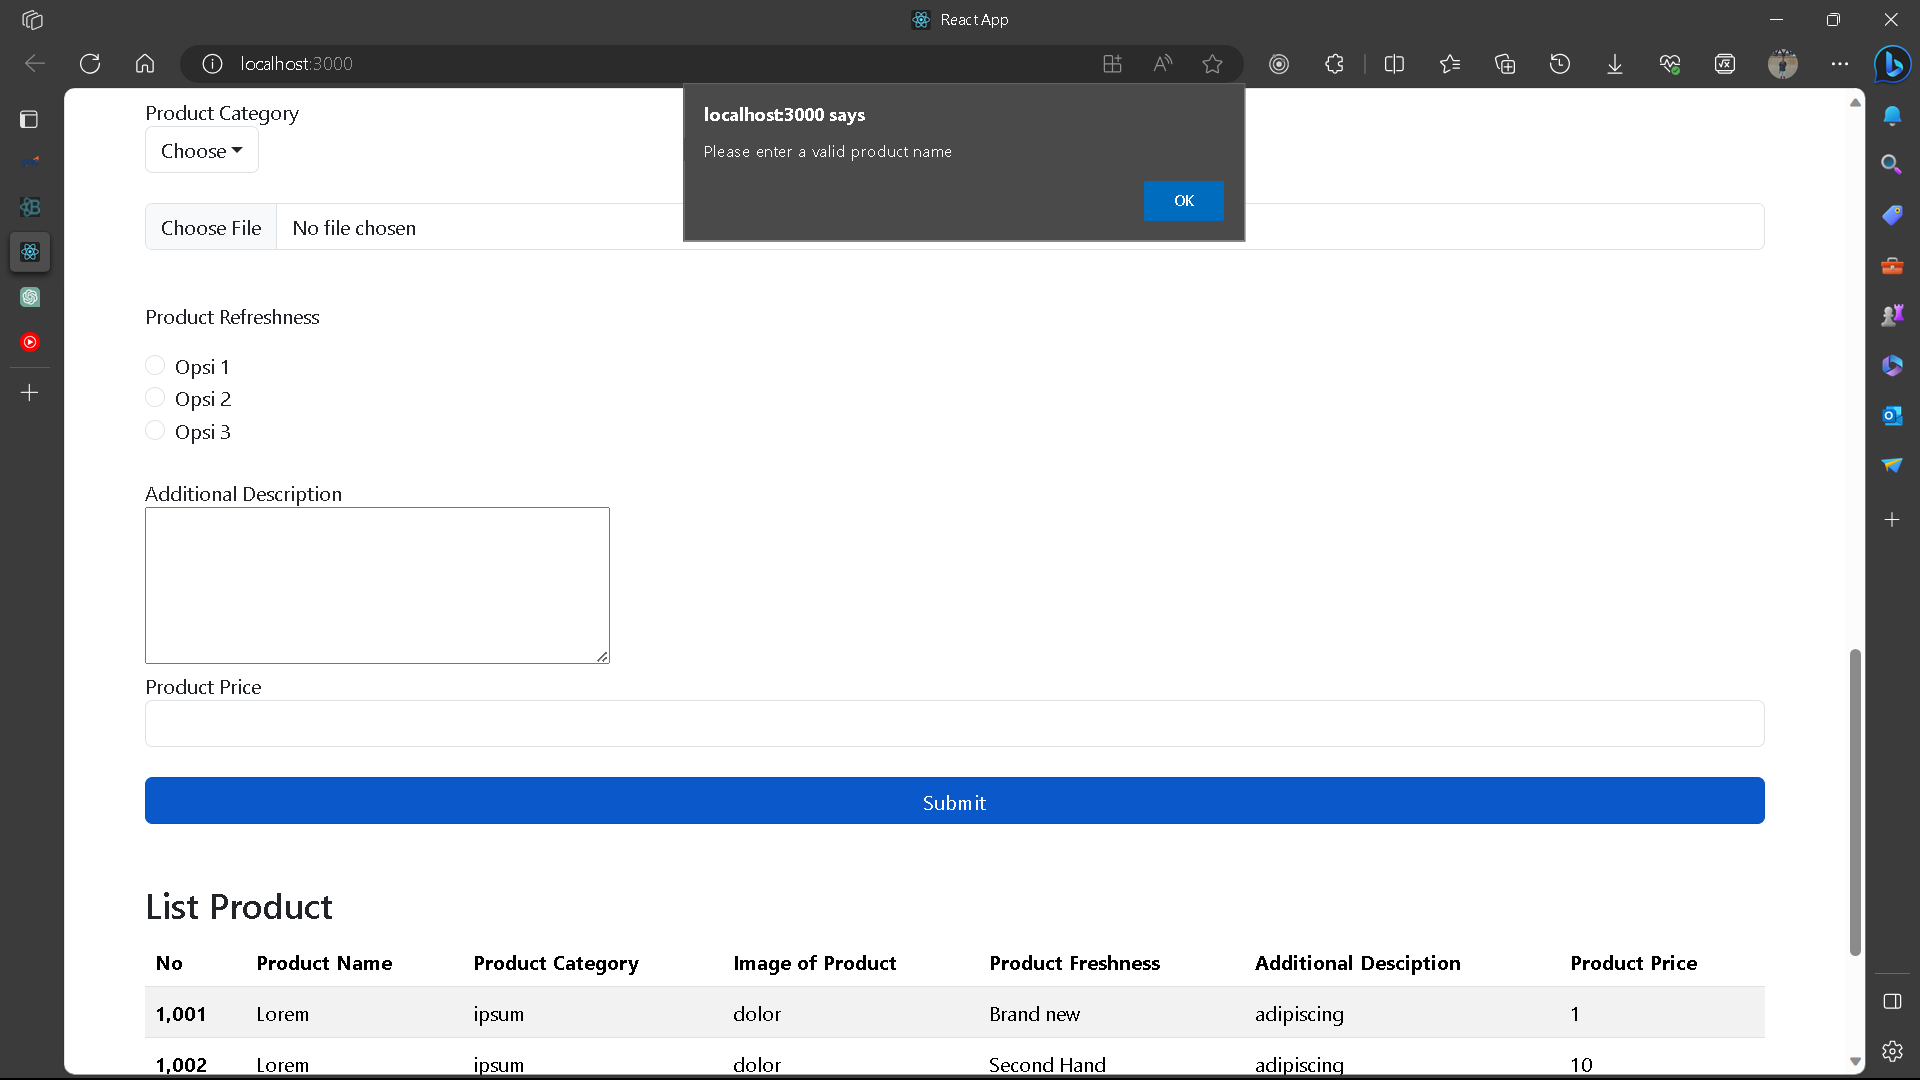 React App
localhost:3000
localhost:3000 says
Please enter a valid product name
OK
Product Category
Choose
Choose File No file chosen
Product Refreshness
Opsi 1
Opsi 2
Opsi 3
Additional Description
Product Price
Submit
List Product
No Product Name Product Category Image of Product Product Freshness Additional Desciption Product Price
1,001 Lorem ipsum dolor Brand new adipiscing 1
1,002 Lorem ipsum dolor Second Hand adipiscing 10